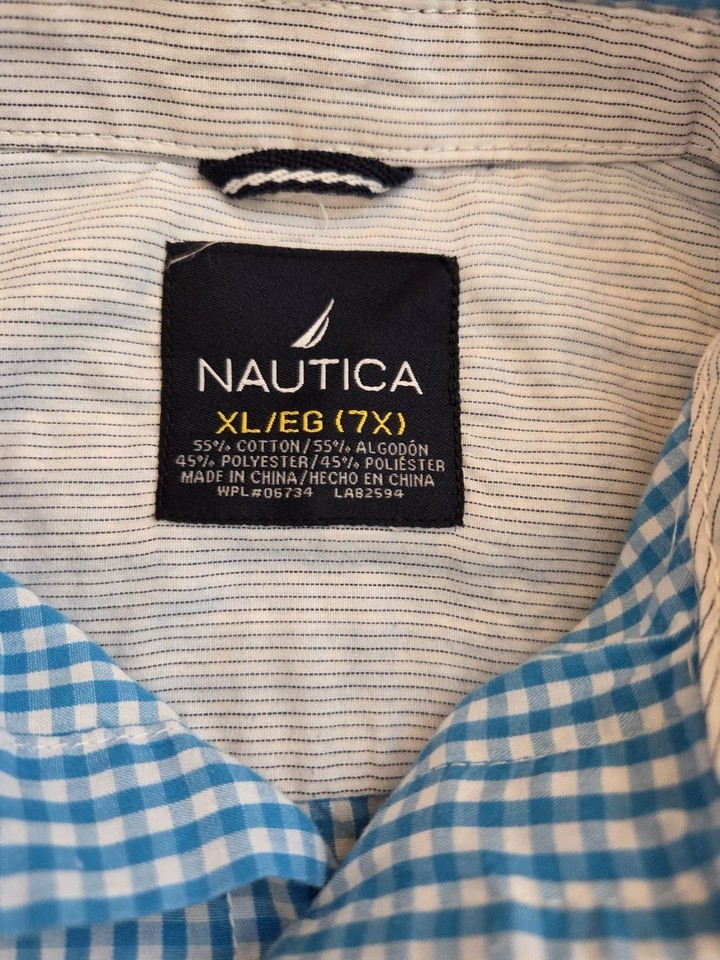 NAUTICA
XL/EG (7X)
55% COTTON/55% ALGODÓN
45% POLYESTER/45% POLIÉSTER
MADE IN CHINA/HECHO EN CHINA
WPL#06734 LAB2594